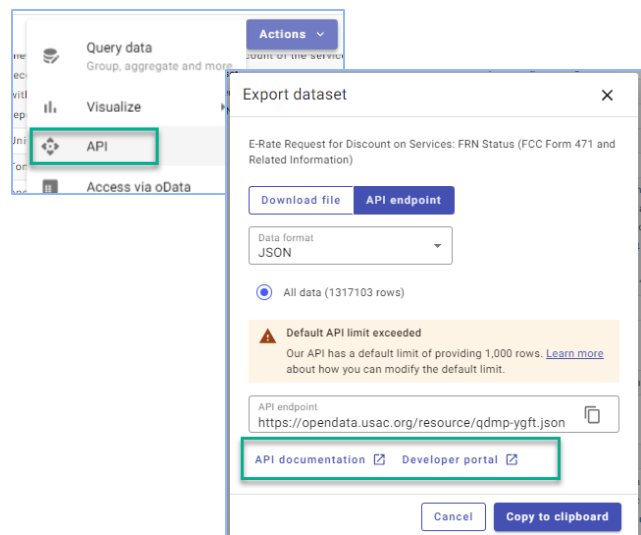 Actions
Query data
Group, aggregate and more
count of the service
Visualize
API
Access via oData
Export dataset
E-Rate Request for Discount on Services: FRN Status (FCC Form 471 and
Related Information)
Download file
API endpoint
Data format
JSON
All data (1317103 rows)
Default API limit exceeded
Our API has a default limit of providing 1,000 rows. Learn more
about how you can modify the default limit.
API endpoint
https://opendata.usac.org/resource/qdmp-ygft.json
API documentation
Developer portal
Cancel
Copy to clipboard